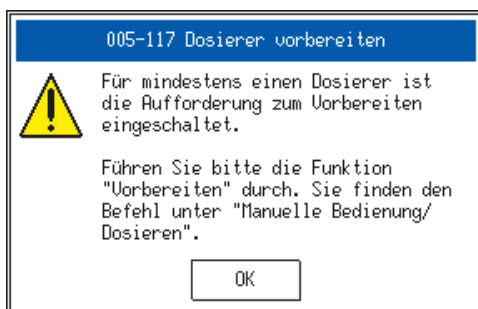 005-117 Dosierer vorbereiten
Für mindestens einen Dosierer ist
die Aufforderung zum Vorbereiten
eingeschaltet.
Führen Sie bitte die Funktion
"Vorbereiten" durch. Sie finden den
Befehl unter "Manuelle Bedienung/
Dosieren".
OK